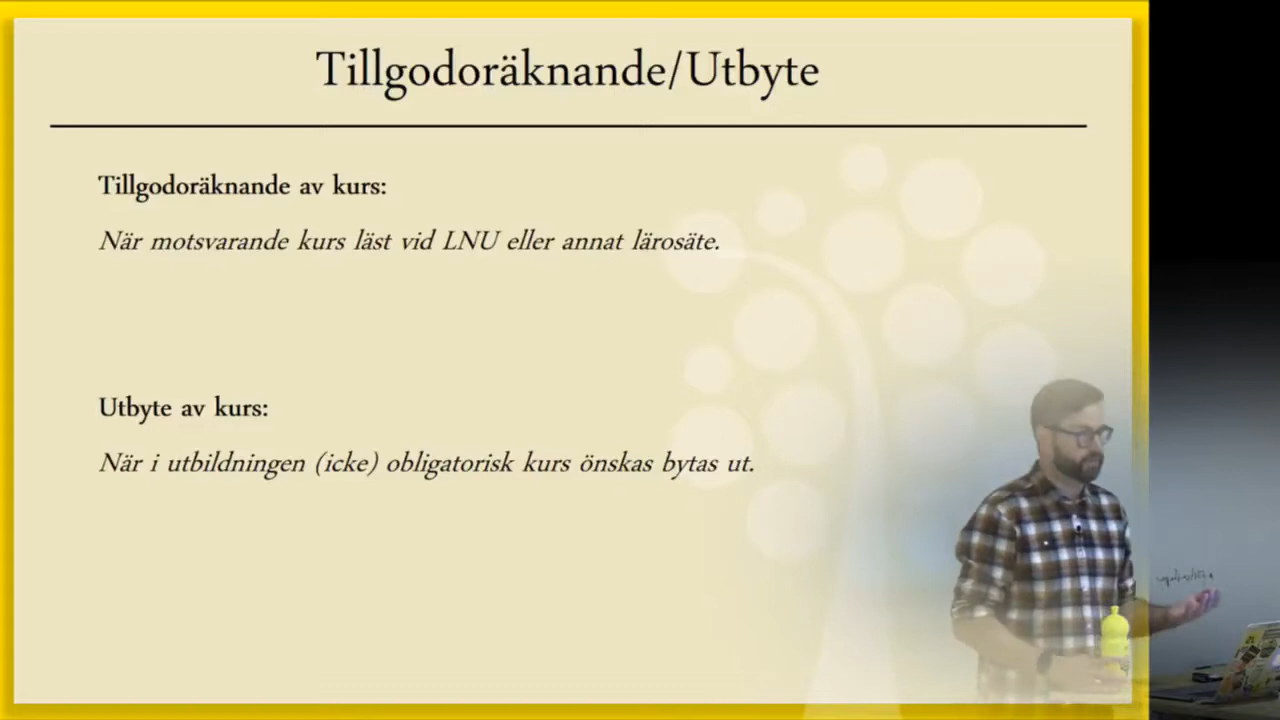 Tillgodoräknande/Utbyte
Tillgodoräknande av kurs:
När motsvarande kurs läst vid LNU eller annat lärosäte.
Utbyte av kurs:
När i utbildningen (icke) obligatorisk kurs önskas bytas ut.